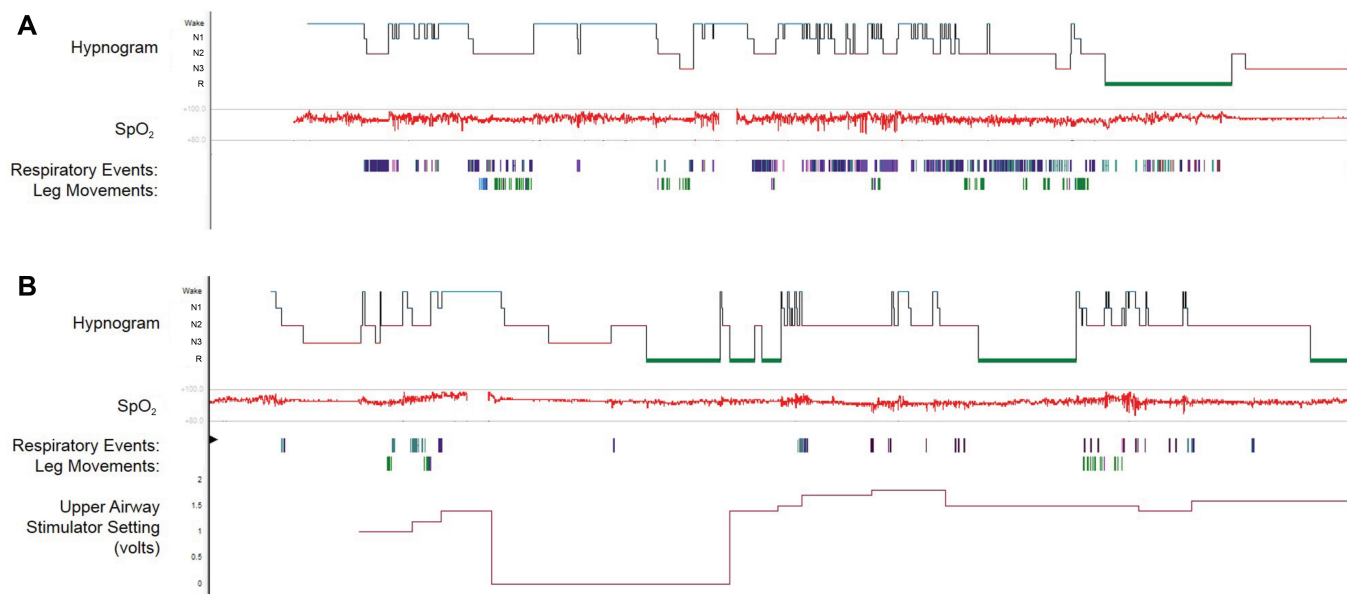 A
Hypnogram
Wake
N1
N2
N3
R
SpO2
+100.0
+80.0
Respiratory Events:
Leg Movements:
B
Hypnogram
Wake
N1
N2
N3
R
SpO2
+100.0
+80.0
Respiratory Events:
Leg Movements:
Upper Airway
Stimulator Setting
(volts)
2
1.5
1
0.5
0